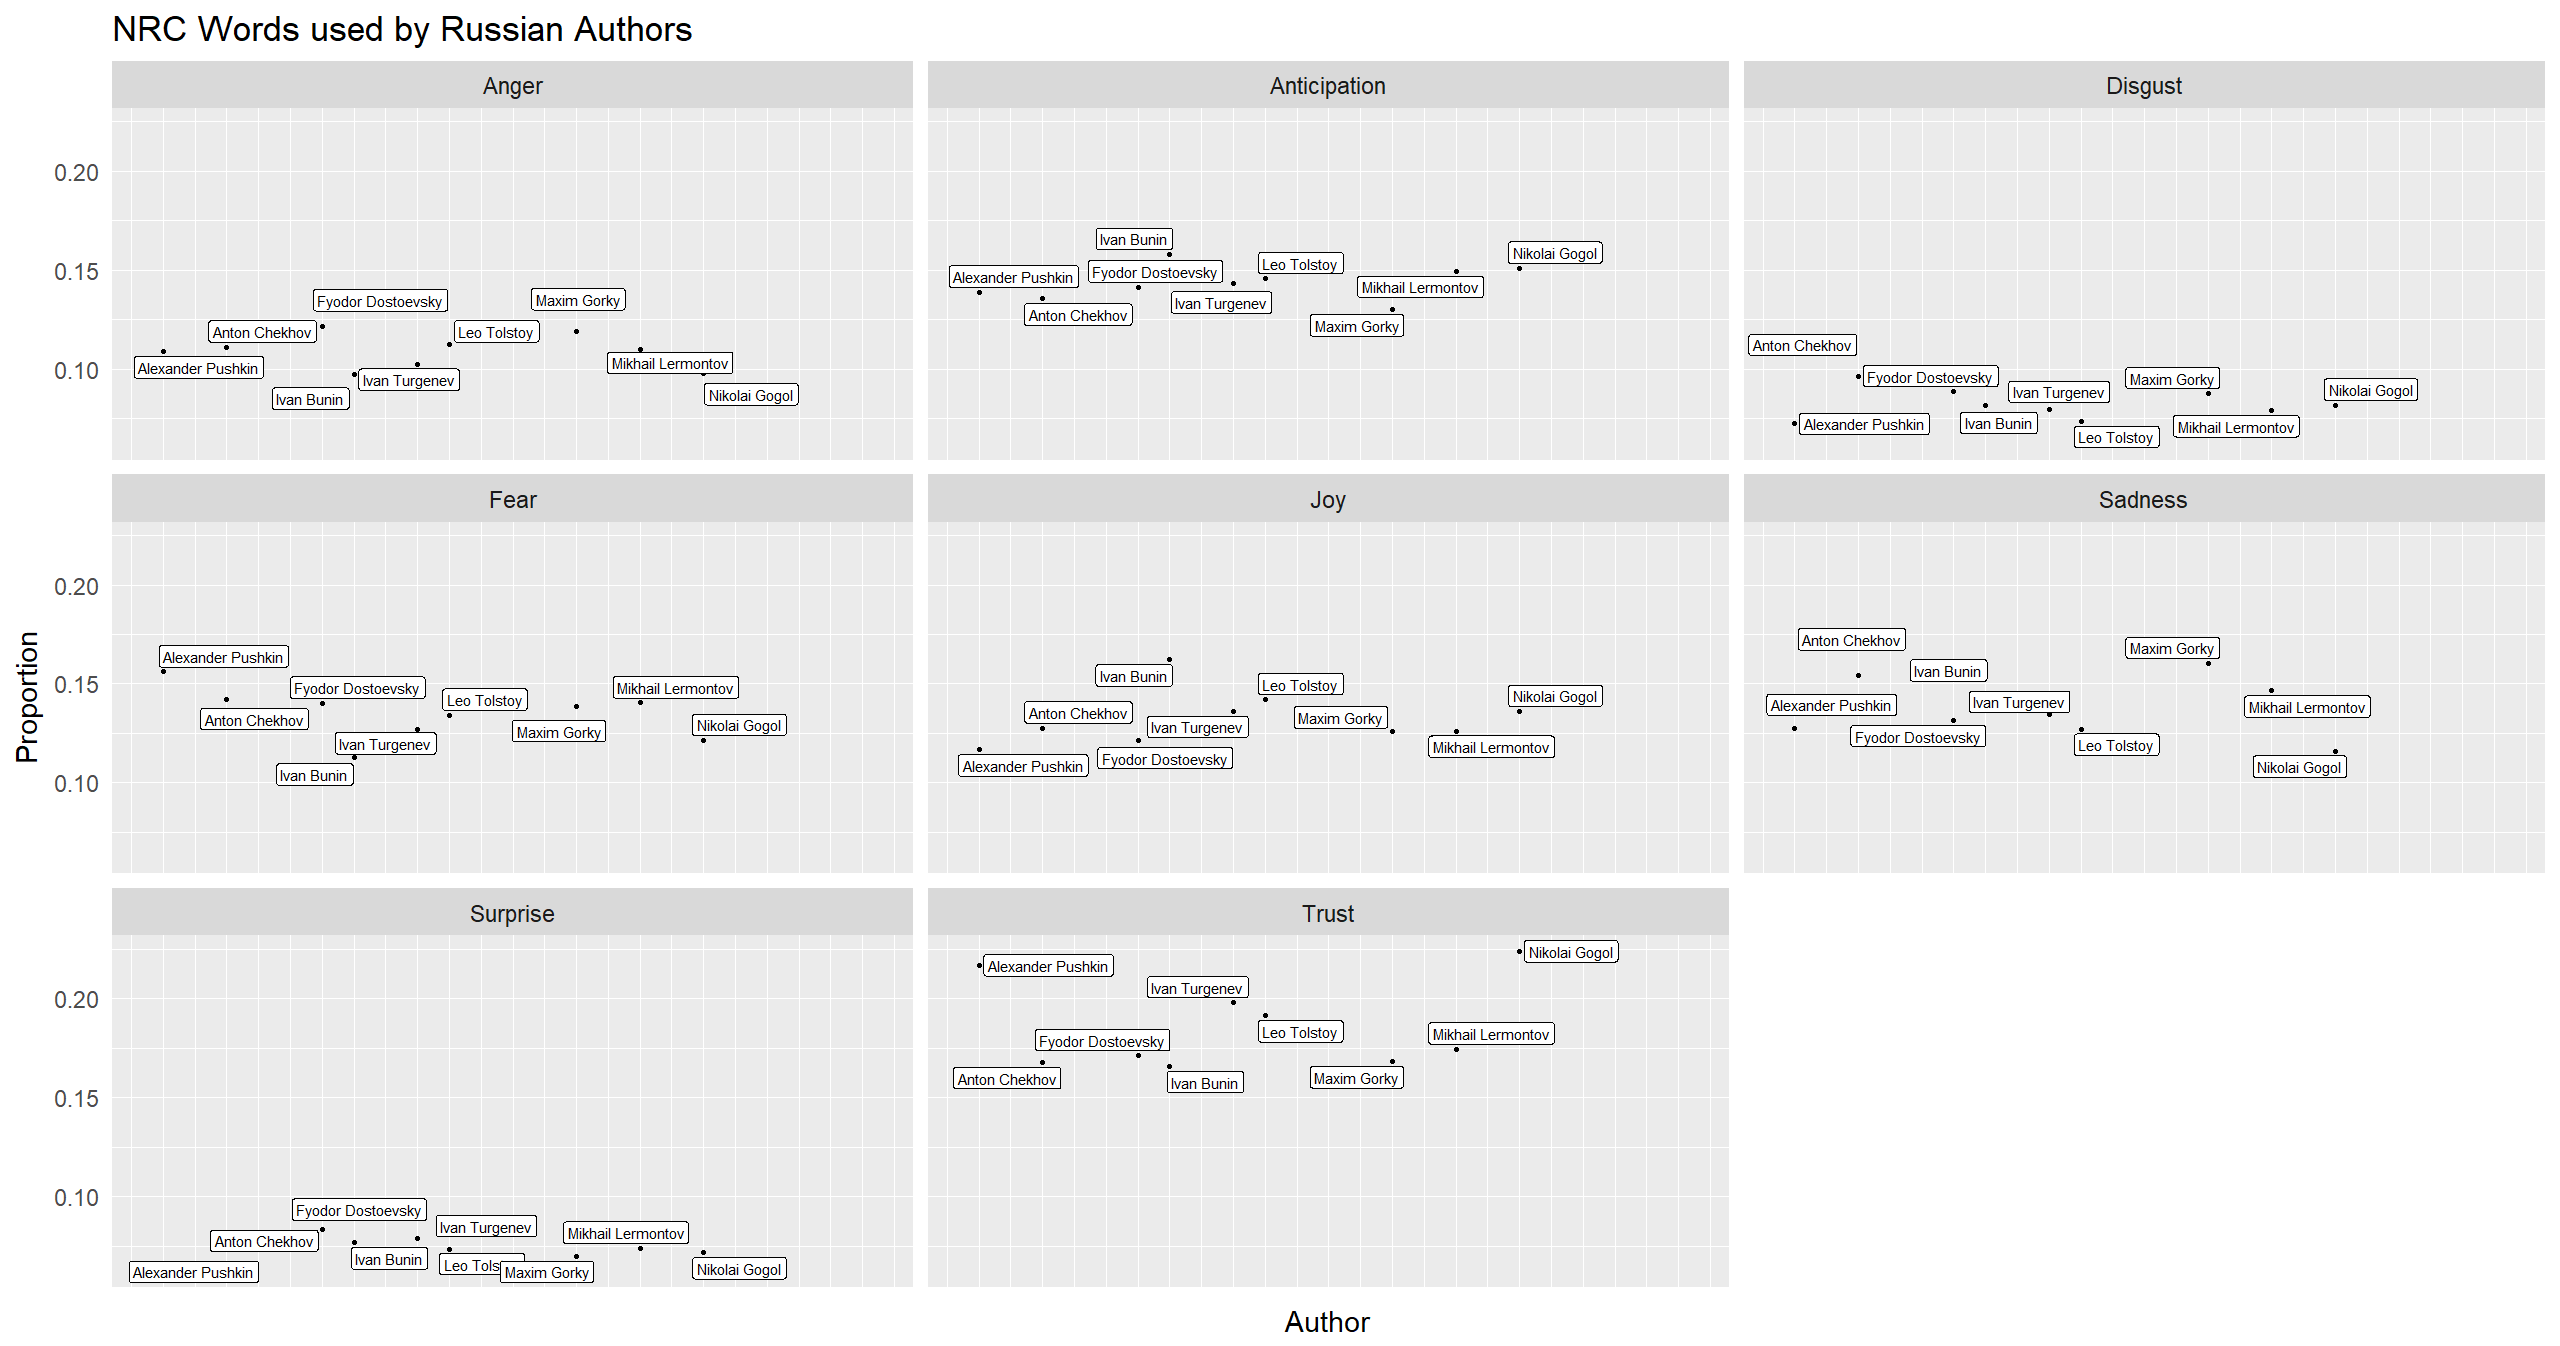 NRC Words used by Russian Authors
Anger
Anticipation
Disgust
0.20
0.15
0.10
Fyodor Dostoevsky
Maxim Gorky
Anton Chekhov
Leo Tolstoy
Alexander Pushkin
Mikhail Lermontov
Ivan Turgenev
Ivan Bunin
Nikolai Gogol
Ivan Bunin
Nikolai Gogol
Leo Tolstoy
Fyodor Dostoevsky
Alexander Pushkin
Mikhail Lermontov
Ivan Turgenev
Anton Chekhov
Maxim Gorky
Anton Chekhov
Fyodor Dostoevsky
Maxim Gorky
Nikolai Gogol
Ivan Turgenev
Alexander Pushkin
Ivan Bunin
Mikhail Lermontov
Leo Tolstoy
Fear
Joy
Sadness
Proportion
0.20
0.15
0.10
Alexander Pushkin
Fyodor Dostoevsky
Mikhail Lermontov
Leo Tolstoy
Anton Chekhov
Nikolai Gogol
Maxim Gorky
Ivan Turgenev
Ivan Bunin
Ivan Bunin
Leo Tolstoy
Nikolai Gogol
Anton Chekhov
Maxim Gorky
Ivan Turgenev
Mikhail Lermontov
Fyodor Dostoevsky
Alexander Pushkin
Anton Chekhov
Maxim Gorky
Ivan Bunin
Ivan Turgenev
Alexander Pushkin
Mikhail Lermontov
Fyodor Dostoevsky
Leo Tolstoy
Nikolai Gogol
Surprise
Trust
0.20
0.15
0.10
Fyodor Dostoevsky
Ivan Turgenev
Mikhail Lermontov
Anton Chekhov
Ivan Bunin
Leo Tols
Nikolai Gogol
Alexander Pushkin
Maxim Gorky
Nikolai Gogol
Alexander Pushkin
Ivan Turgenev
Leo Tolstoy
Mikhail Lermontov
Fyodor Dostoevsky
Anton Chekhov
Maxim Gorky
Ivan Bunin
Author